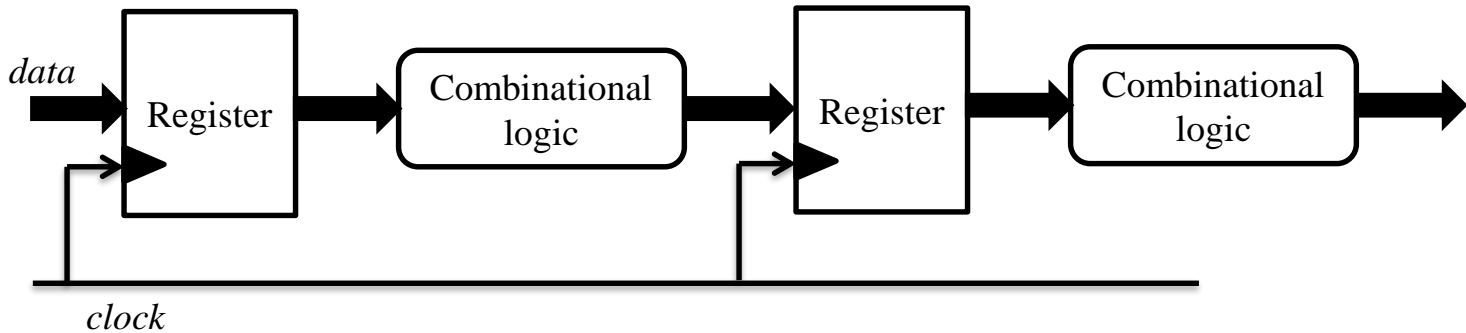 data
Register
Combinational
logic
Register
Combinational
logic
clock